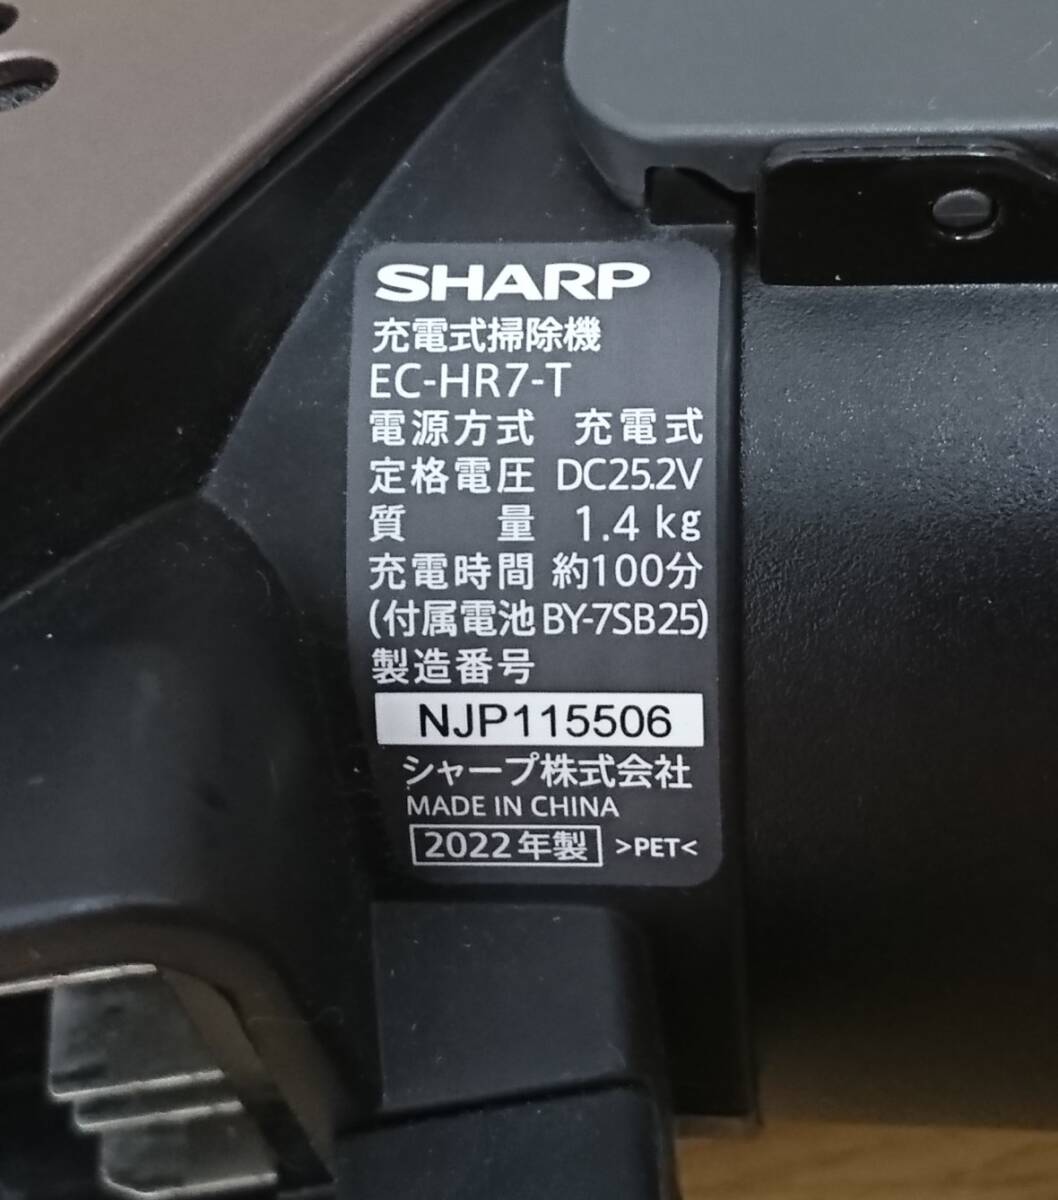 SHARP
充電式掃除機
EC-HR7-T
電源方式 充電式
定格電圧 DC25.2V
質量 1.4 kg
充電時間 約100分
(付属電池 BY-7SB25)
製造番号
NJP115506
シャープ株式会社
MADE IN CHINA
2022年製 >PET<